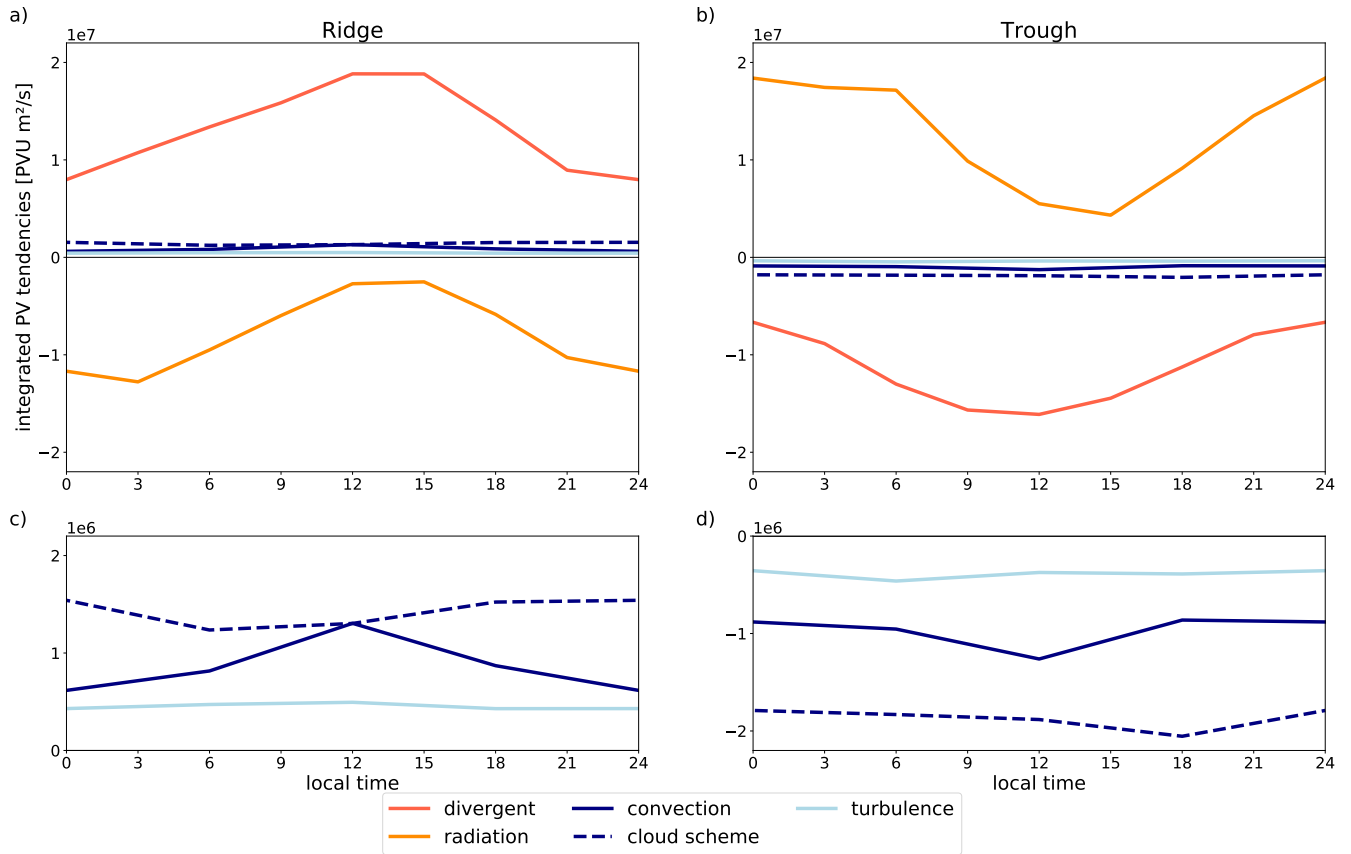 a)
Ridge
1e7
integrated PV tendencies [PVU m²/s]
2
1
0
−1
−2
0 3 6 9 12 15 18 21 24
b)
Trough
1e7
2
1
0
−1
−2
0 3 6 9 12 15 18 21 24
c)
1e6
2
1
0
0 3 6 9 12 15 18 21 24
local time
d)
1e6
0
−1
−2
0 3 6 9 12 15 18 21 24
local time
divergent convection turbulence
radiation cloud scheme